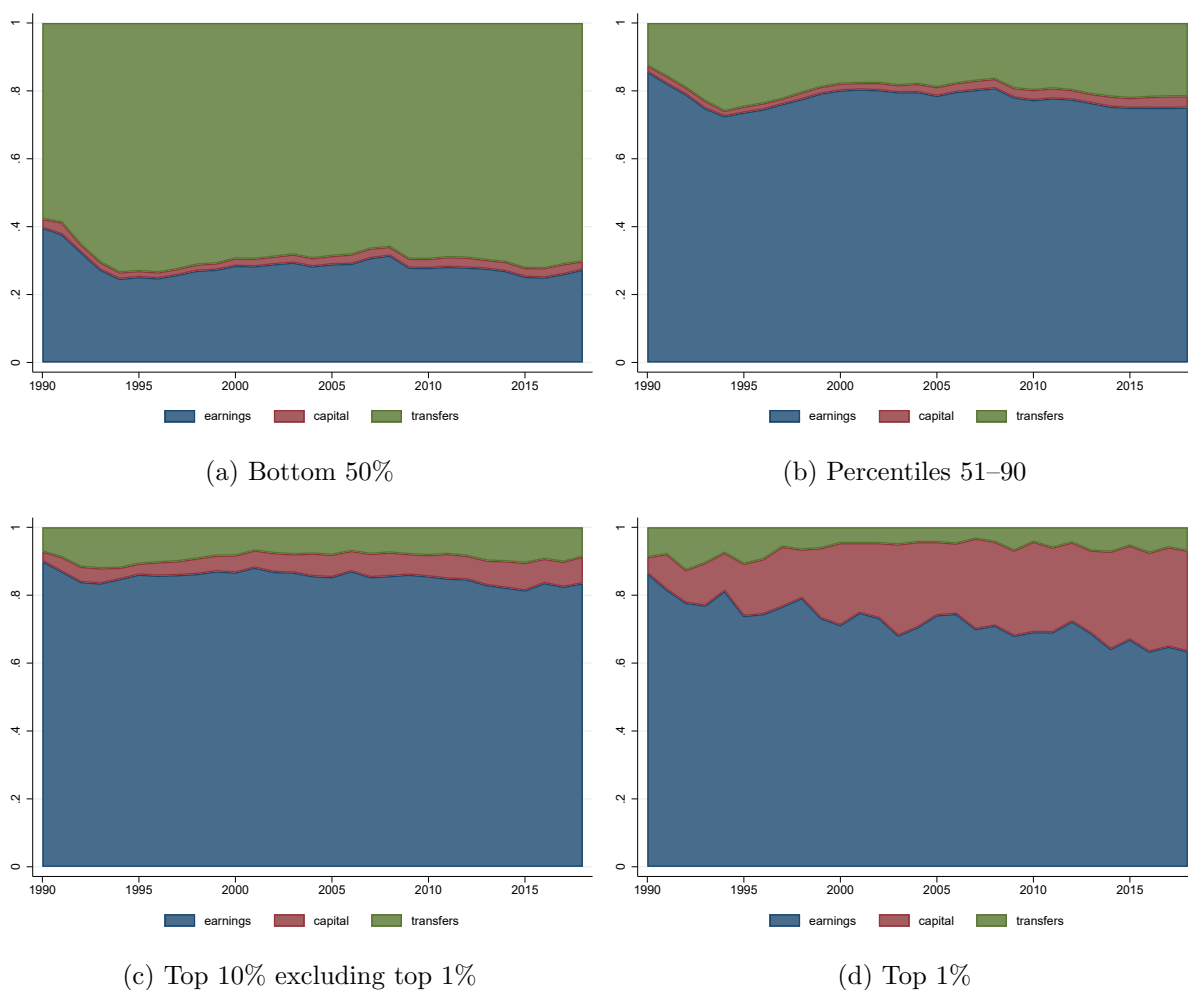 1
.8
.6
.4
.2
0
1990 1995 2000 2005 2010 2015
earnings capital transfers
(a) Bottom 50%
1
.8
.6
.4
.2
0
1990 1995 2000 2005 2010 2015
earnings capital transfers
(b) Percentiles 51–90
1
.8
.6
.4
.2
0
1990 1995 2000 2005 2010 2015
earnings capital transfers
(c) Top 10% excluding top 1%
1
.8
.6
.4
.2
0
1990 1995 2000 2005 2010 2015
earnings capital transfers
(d) Top 1%